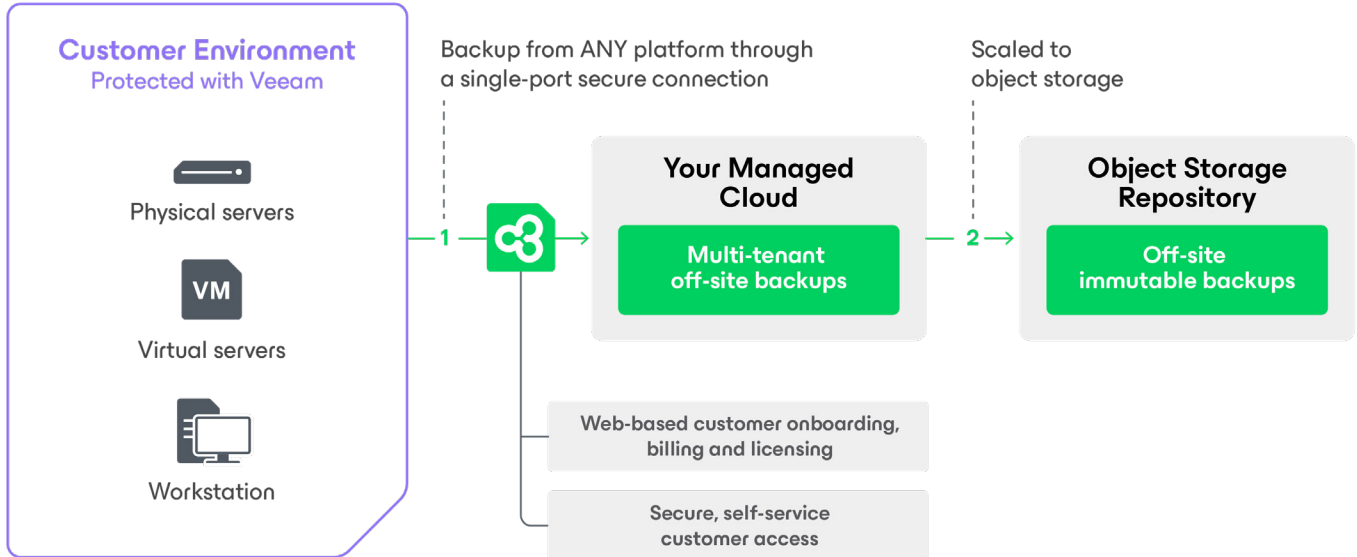 Customer Environment
Protected with Veeam
Physical servers
VM
Virtual servers
Workstation
Backup from ANY platform through
a single-port secure connection
1
Your Managed
Cloud
Multi-tenant
off-site backups
Web-based customer onboarding,
billing and licensing
Secure, self-service
customer access
Scaled to
object storage
2
Object Storage
Repository
Off-site
immutable backups